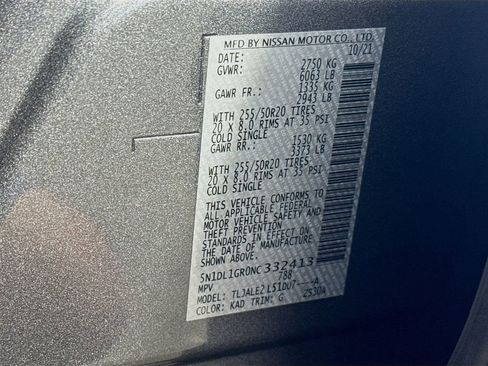 MFD BY NISSAN MOTOR CO., LTD.
DATE: 10/21
GVWR: 2750 KG
6063 LB
GAWR FR.: 1335 KG
2943 LB
WITH 255/50R20 TIRES
20 X 8.0 RIMS AT 35 PSI
COLD SINGLE
GAWR RR.: 1530 KG
3373 LB
WITH 255/50R20 TIRES
20 X 8.0 RIMS AT 35 PSI
COLD SINGLE
THIS VEHICLE CONFORMS TO
ALL APPLICABLE FEDERAL
MOTOR VEHICLE SAFETY AND
THEFT PREVENTION
STANDARDS IN EFFECT ON
THE DATE OF MANUFACTURE
5N1DL1GR0NC332413
MPV 788
MODEL: TLJALE2 L51DU7----A
COLOR: KAD TRIM: G 2S30A